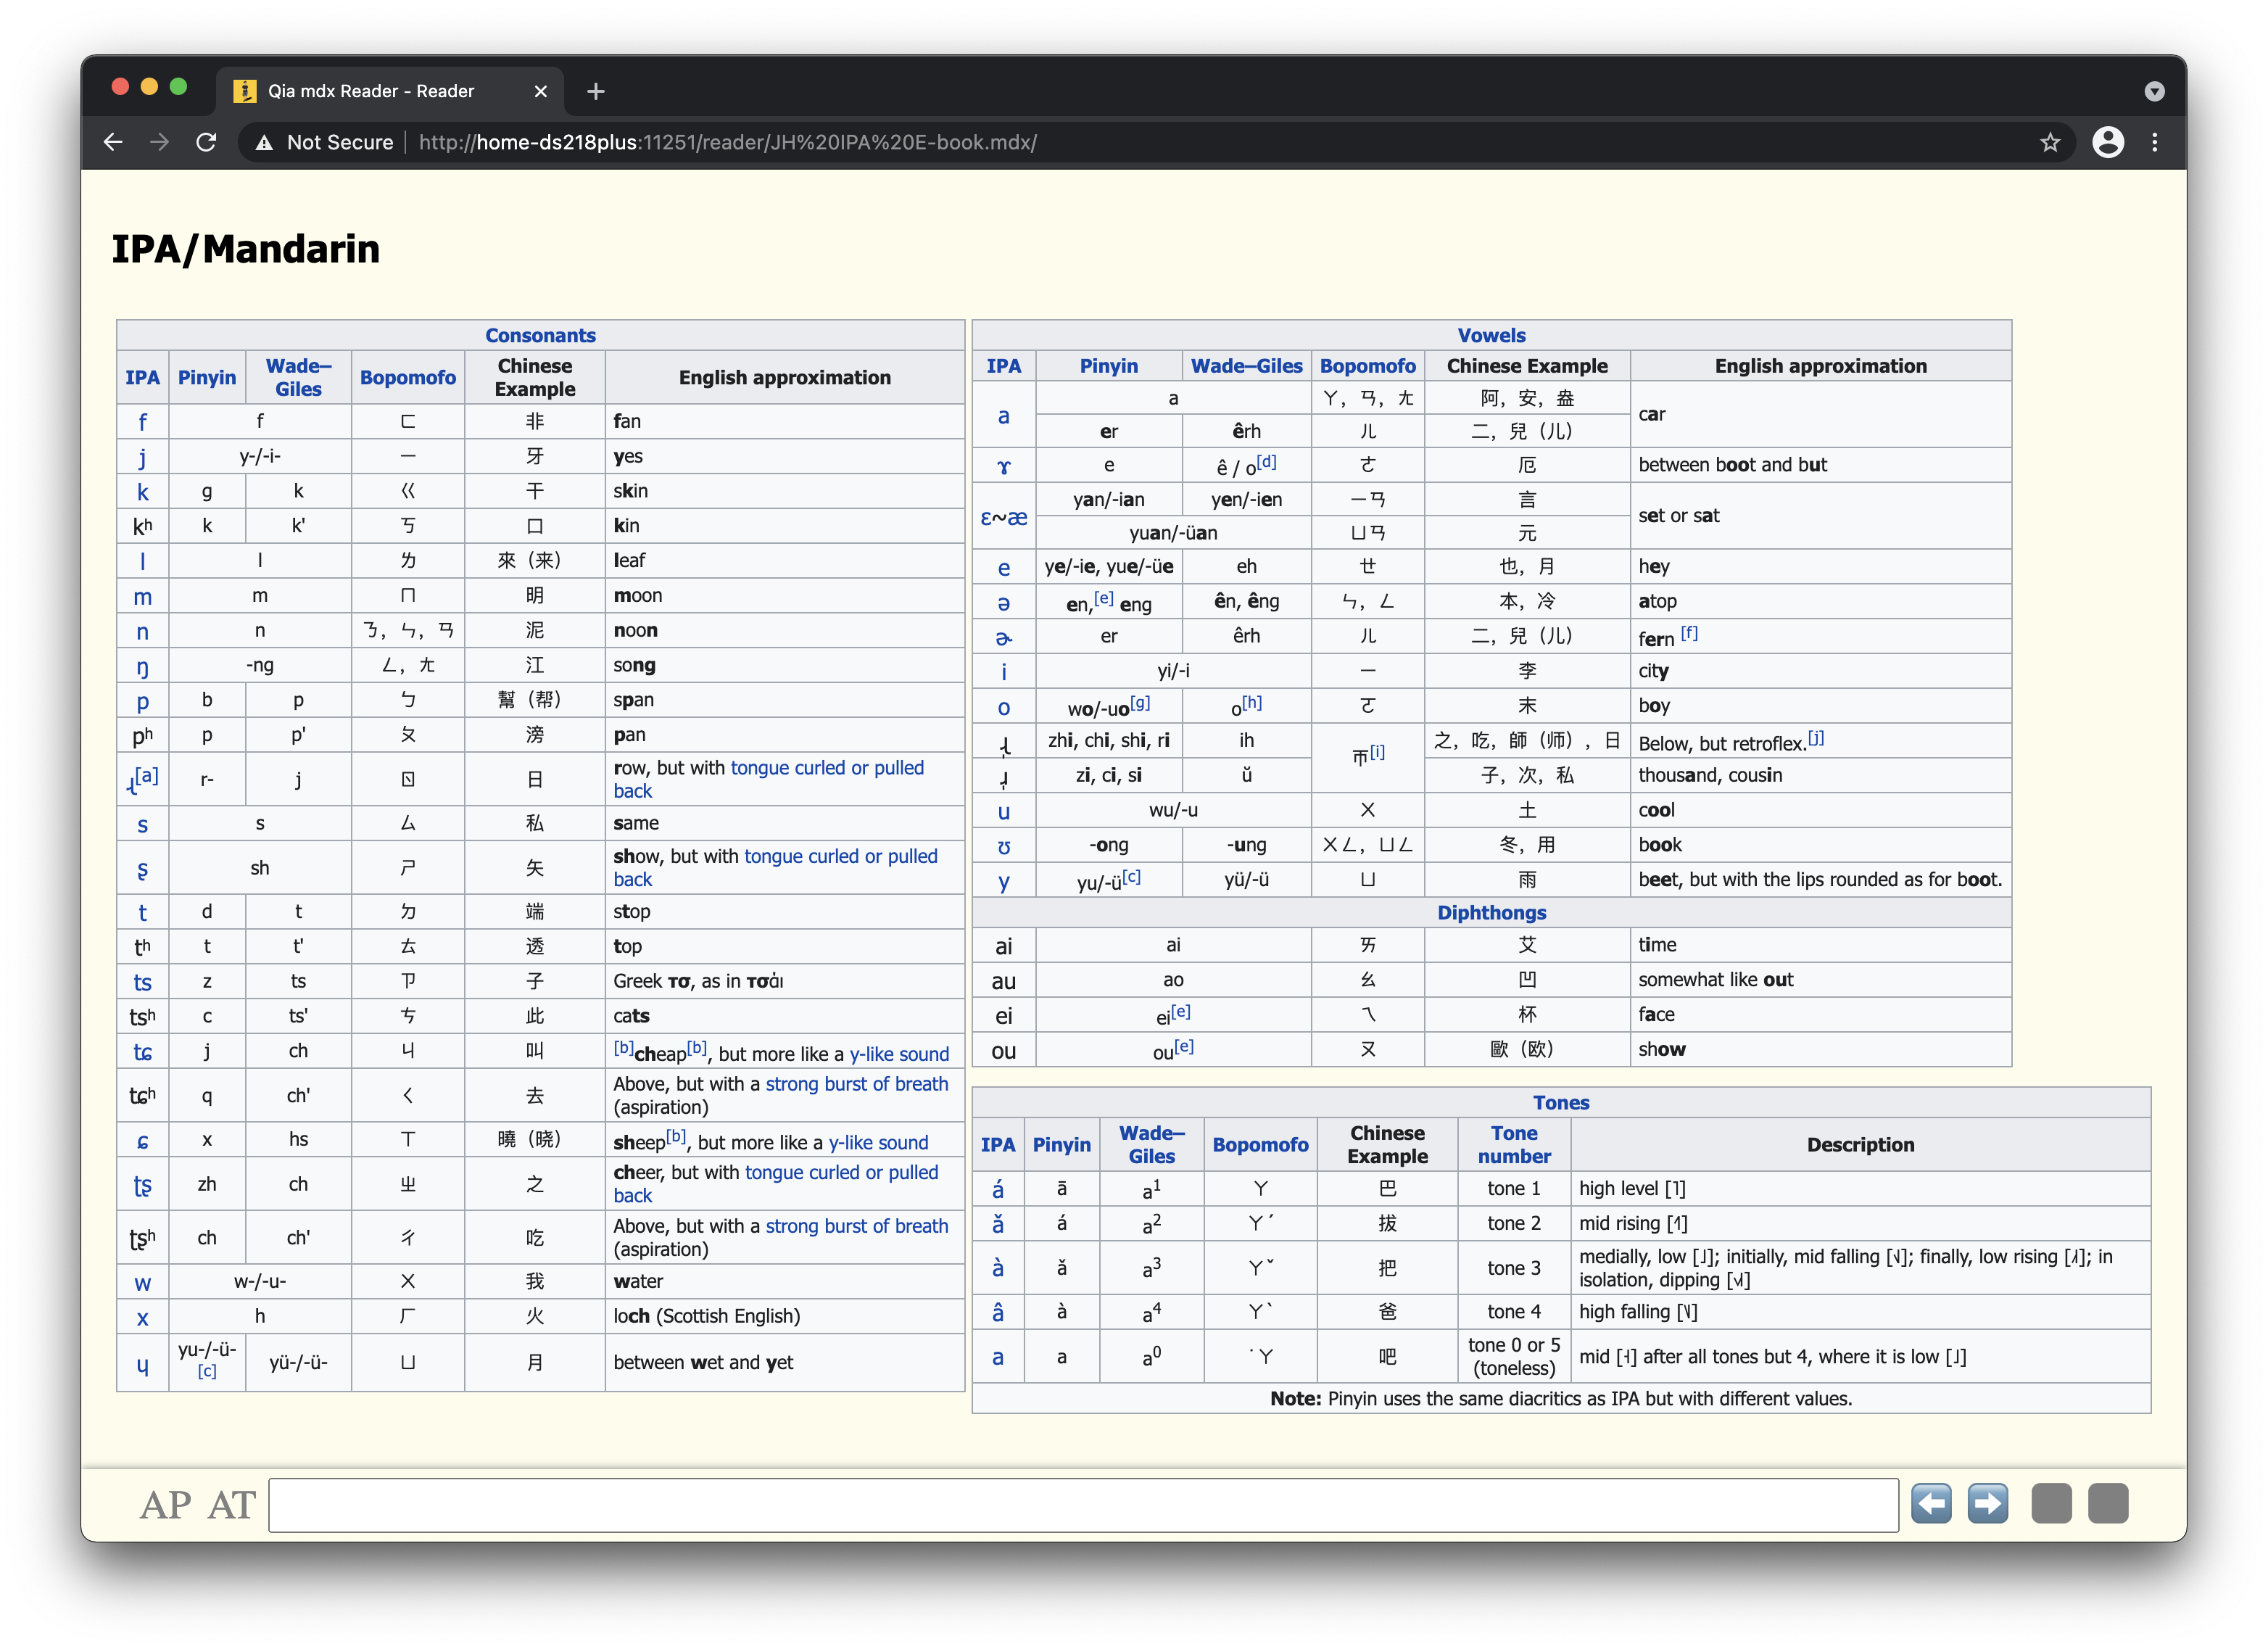 Qia mdx Reader - Reader
Not Secure
http://home-ds218plus:11251/reader/JH%20IPA%20E-book.mdx/
IPA/Mandarin
Consonants
IPA Pinyin Wade–Giles Bopomofo Chinese Example English approximation
f f ㄈ 非 fan
j y-/-i- ㄧ 牙 yes
k g k ㄍ 干 skin
kʰ k k' ㄎ 口 kin
l l ㄌ 來（来） leaf
m m ㄇ 明 moon
n n ㄋ，ㄣ，ㄢ 泥 noon
ŋ -ng ㄥ，ㄤ 江 song
p b p ㄅ 幫（帮） span
pʰ p p' ㄆ 滂 pan
ɻ[a] r- j ㄖ 日 row, but with tongue curled or pulled back
s s ㄙ 私 same
ʂ sh ㄕ 矢 show, but with tongue curled or pulled back
t d t ㄉ 端 stop
tʰ t t' ㄊ 透 top
ts z ts ㄗ 子 Greek τσ, as in τσάι
tsʰ c ts' ㄘ 此 cats
tɕ j ch ㄐ 叫 [b]cheap[b], but more like a y-like sound
tɕʰ q ch' ㄑ 去 Above, but with a strong burst of breath (aspiration)
ɕ x hs ㄒ 曉（晓） sheep[b], but more like a y-like sound
ʈʂ zh ch ㄓ 之 cheer, but with tongue curled or pulled back
ʈʂʰ ch ch' ㄔ 吃 Above, but with a strong burst of breath (aspiration)
w w-/-u- ㄨ 我 water
x h ㄏ 火 loch (Scottish English)
ɥ yu-/-ü-[c] yü-/-ü- ㄩ 月 between wet and yet
Vowels
IPA Pinyin Wade–Giles Bopomofo Chinese Example English approximation
a a ㄚ，ㄢ，ㄤ 阿，安，盎 car
er êrh ㄦ 二，兒（儿）
ɤ e ê / o[d] ㄜ 厄 between boot and but
ɛ~æ yan/-ian yen/-ien ㄧㄢ 言 set or sat
yuan/-üan ㄩㄢ 元
e ye/-ie, yue/-üe eh ㄝ 也，月 hey
ə en,[e] eng ên, êng ㄣ，ㄥ 本，冷 atop
ɚ er êrh ㄦ 二，兒（儿） fern [f]
i yi/-i ㄧ 李 city
o wo/-uo[g] o[h] ㄛ 末 boy
ɻ̩ zhi, chi, shi, ri ih ㄭ[i] 之，吃，師（师）, 日 Below, but retroflex.[j]
ɹ̩ zi, ci, si ŭ 子，次，私 thousand, cousin
u wu/-u ㄨ 土 cool
ʊ -ong -ung ㄨㄥ，ㄩㄥ 冬，用 book
y yu/-ü[c] yü/-ü ㄩ 雨 beet, but with the lips rounded as for boot.
Diphthongs
ai ai ㄞ 艾 time
au ao ㄠ 凹 somewhat like out
ei ei[e] ㄟ 杯 face
ou ou[e] ㄡ 歐（欧） show
Tones
IPA Pinyin Wade–Giles Bopomofo Chinese Example Tone number Description
á ā a¹ ㄚ 巴 tone 1 high level [˥]
ǎ á a² ㄚˊ 拔 tone 2 mid rising [˧˥]
à ǎ a³ ㄚˇ 把 tone 3 medially, low [˩]; initially, mid falling [˧˩]; finally, low rising [˩˧]; in isolation, dipping [˨˩˦]
â à a⁴ ㄚˋ 爸 tone 4 high falling [˥˩]
a a a⁰ ˙ㄚ 吧 tone 0 or 5 (toneless) mid [˧] after all tones but 4, where it is low [˩]
Note: Pinyin uses the same diacritics as IPA but with different values.
AP AT